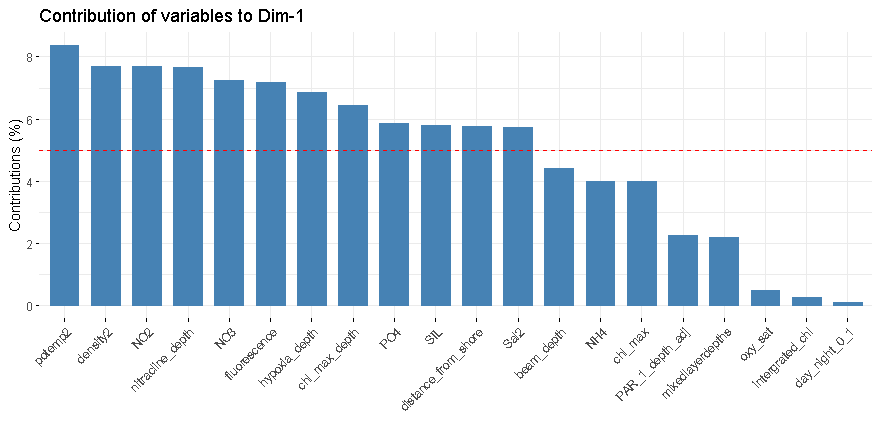 Contribution of variables to Dim-1
Contributions (%)
8
6
4
2
0
potemp2
density2
NO2
nitracline_depth
NO3
fluorescence
hypoxia_depth
chl_max_depth
PO4
SIL
distance_from_shore
Sal2
beam_depth
NH4
chl_max
PAR_1_depth_adj
mixedlayerdepths
oxy_sat
Intergrated_chl
day_night_0_1